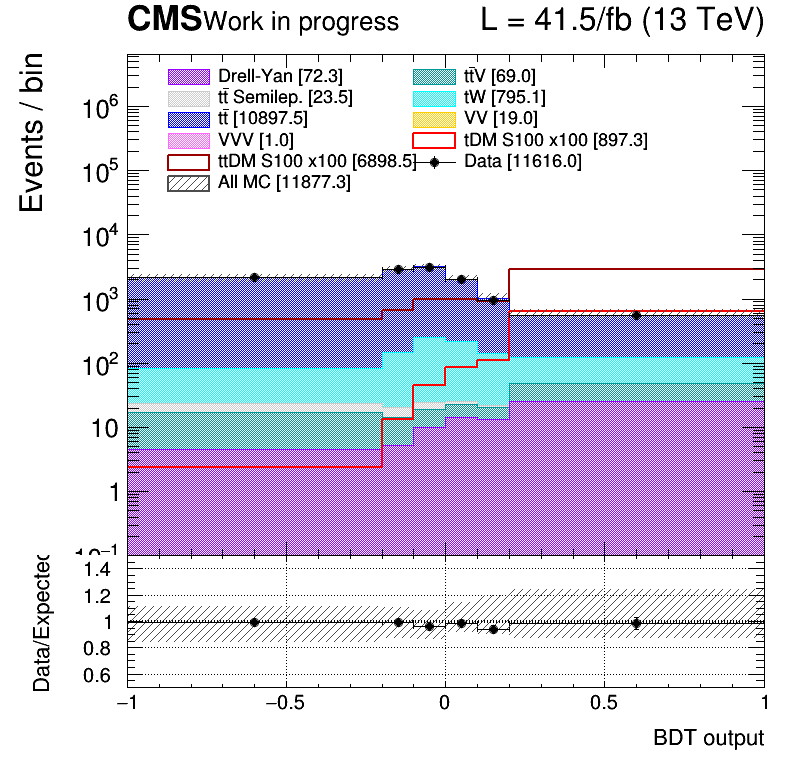 CMS Work in progress L = 41.5/fb (13 TeV)
Events / bin
Drell-Yan [72.3] tt̄V [69.0]
tt̄ Semilep. [23.5] tW [795.1]
tt̄ [10897.5] VV [19.0]
VVV [1.0] tDM S100 x100 [897.3]
ttDM S100 x100 [6898.5] Data [11616.0]
All MC [11877.3]
10⁶
10⁵
10⁴
10³
10²
10
1
10⁻¹
Data/Expected
1.4
1.2
1
0.8
0.6
−1 −0.5 0 0.5 1
BDT output